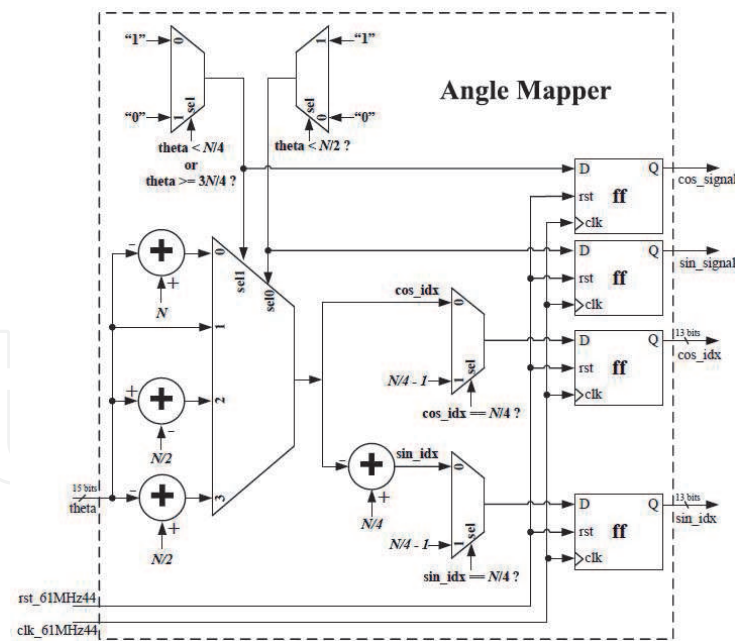 "1"
0
1
"1"
Angle Mapper
"0"
1
sel
sel
0
"0"
theta < N/4
or
theta >= 3N/4 ?
theta < N/2 ?
D
Q
cos_signal
rst
ff
clk
-
+
+
N
0
sel1
sel0
D
Q
sin_signal
rst
ff
clk
1
cos_idx
0
13 bits
D
Q
cos_idx
rst
ff
clk
N/4 - 1
1
sel
cos_idx == N/4 ?
+
+
-
N/2
2
-
+
+
N/2
3
15 bits
theta
-
+
+
N/4
sin_idx
0
13 bits
D
Q
sin_idx
rst
ff
clk
N/4 - 1
1
sel
sin_idx == N/4 ?
rst_61MHz44
clk_61MHz44